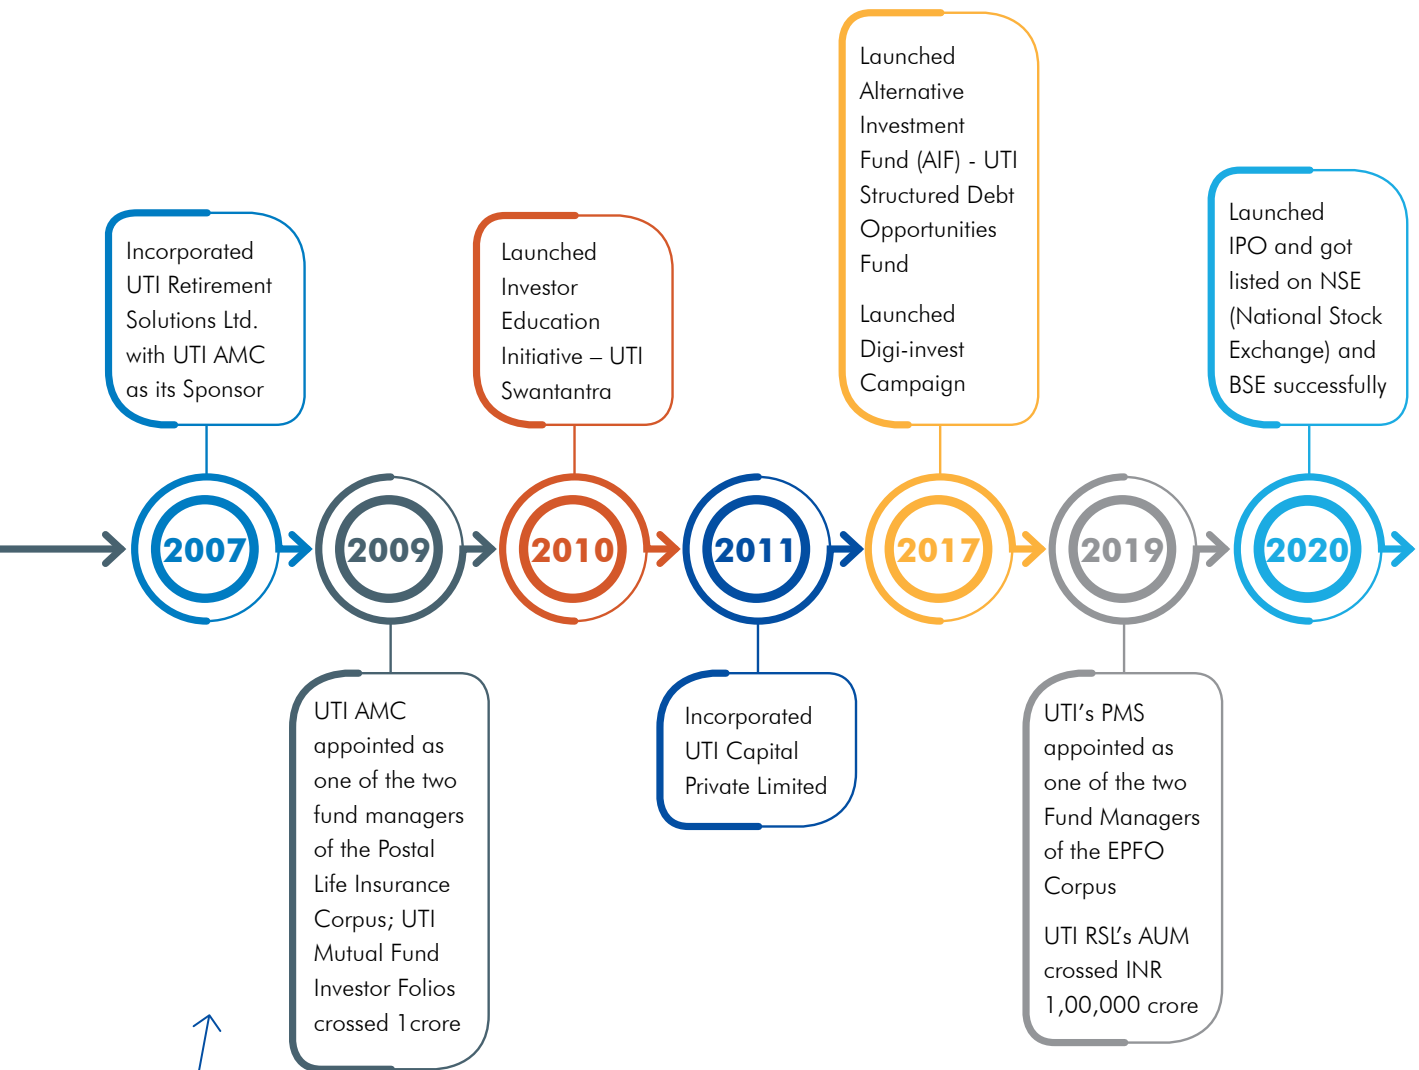 Incorporated
UTI Retirement
Solutions Ltd.
with UTI AMC
as its Sponsor
2007
2009
UTI AMC
appointed as
one of the two
fund managers
of the Postal
Life Insurance
Corpus; UTI
Mutual Fund
Investor Folios
crossed 1crore
Launched
Investor
Education
Initiative – UTI
Swantantra
2010
2011
Incorporated
UTI Capital
Private Limited
Launched
Alternative
Investment
Fund (AIF) - UTI
Structured Debt
Opportunities
Fund
Launched
Digi-invest
Campaign
2017
2019
UTI’s PMS
appointed as
one of the two
Fund Managers
of the EPFO
Corpus
UTI RSL’s AUM
crossed INR
1,00,000 crore
Launched
IPO and got
listed on NSE
(National Stock
Exchange) and
BSE successfully
2020